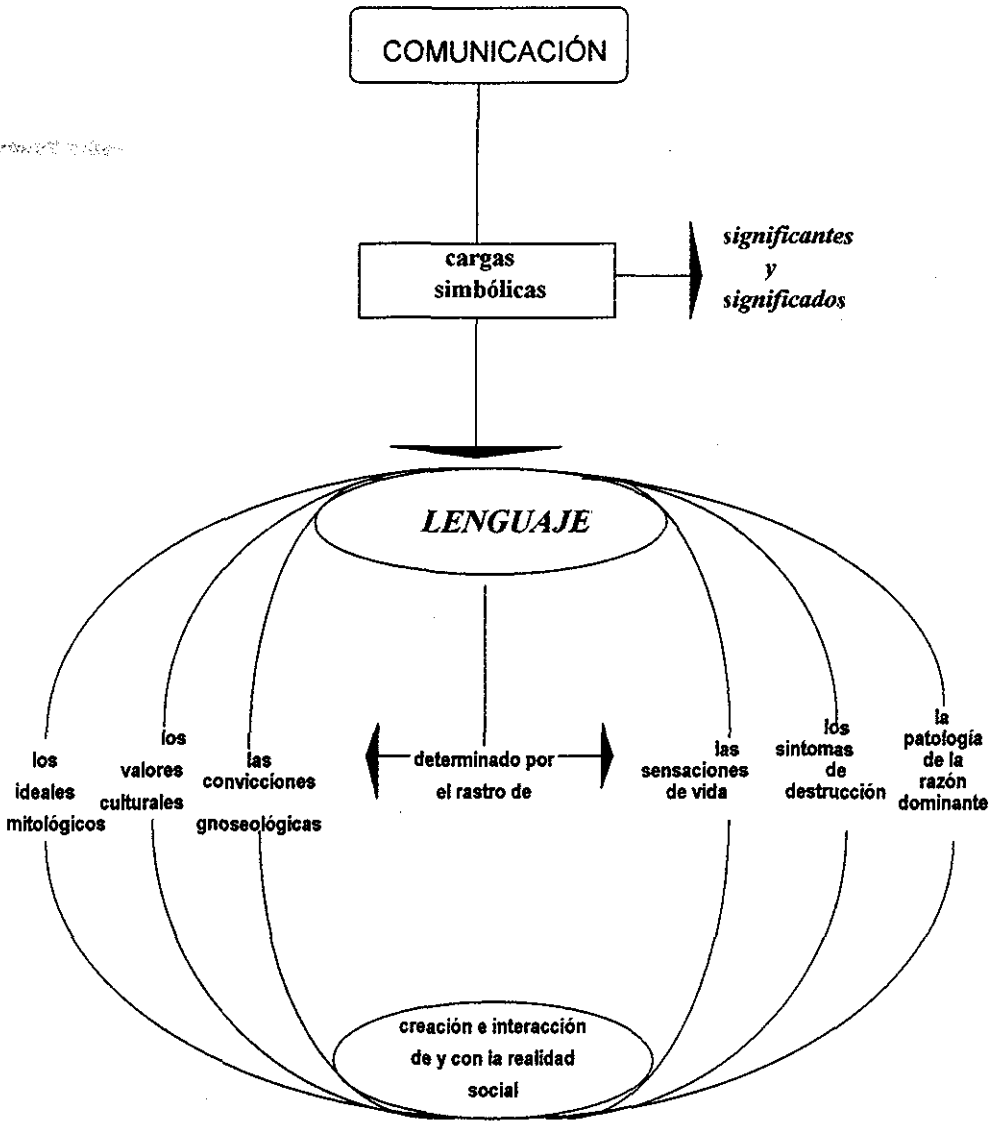 COMUNICACIÓN
cargas
simbólicas
significantes
y
significados
LENGUAJE
los
ideales
mitológicos
los
valores
culturales
las
convicciones
gnoseológicas
determinado por
el rastro de
las
sensaciones
de vida
los
sintomas
de
destrucción
la
patología
de la
razón
dominante
creación e interacción
de y con la realidad
social